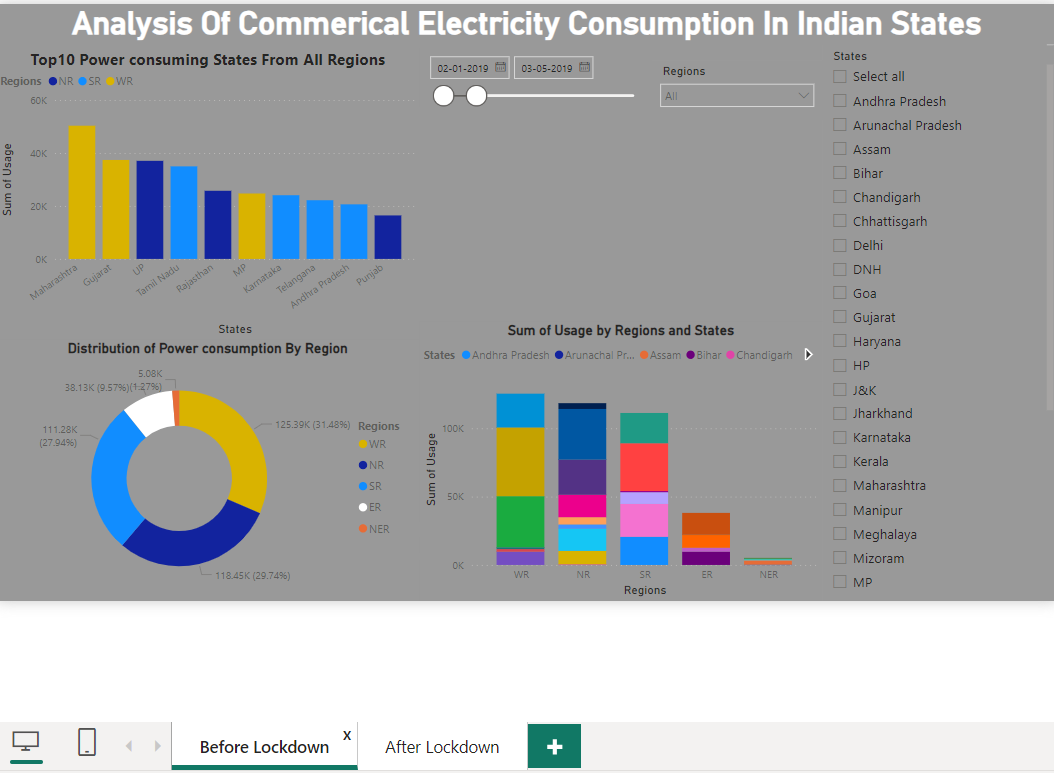 Analysis Of Commerical Electricity Consumption In Indian States
Top10 Power consuming States From All Regions
Regions NR SR WR
60K
40K
20K
0K
Sum of Usage
Maharashtra
Gujarat
UP
Tamil Nadu
Rajasthan
MP
Karnataka
Telangana
Andhra Pradesh
Punjab
States
02-01-2019 03-05-2019
Regions
All
States
Select all
Andhra Pradesh
Arunachal Pradesh
Assam
Bihar
Chandigarh
Chhattisgarh
Delhi
DNH
Goa
Gujarat
Haryana
HP
J&K
Jharkhand
Karnataka
Kerala
Maharashtra
Manipur
Meghalaya
Mizoram
MP
Distribution of Power consumption By Region
5.08K
(1.27%)
38.13K (9.57%)
111.28K
(27.94%)
125.39K (31.48%)
118.45K (29.74%)
Regions
WR
NR
SR
ER
NER
Sum of Usage by Regions and States
States Andhra Pradesh Arunachal Pr... Assam Bihar Chandigarh
100K
50K
0K
Sum of Usage
WR NR SR ER NER
Regions
Before Lockdown x
After Lockdown
+